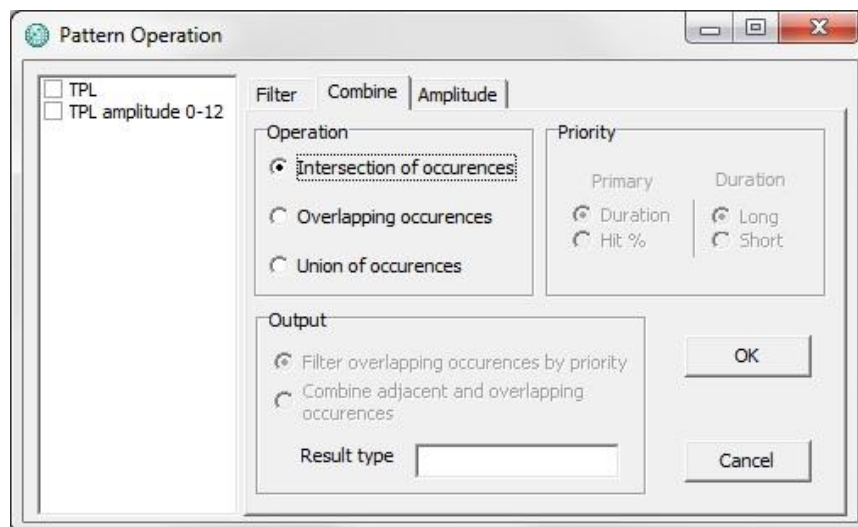 Pattern Operation
TPL
TPL amplitude 0-12
Filter
Combine
Amplitude
Operation
Intersection of occurences
Overlapping occurences
Union of occurences
Priority
Primary
Duration
Duration
Hit %
Long
Short
Output
Filter overlapping occurences by priority
Combine adjacent and overlapping
occurences
Result type
OK
Cancel